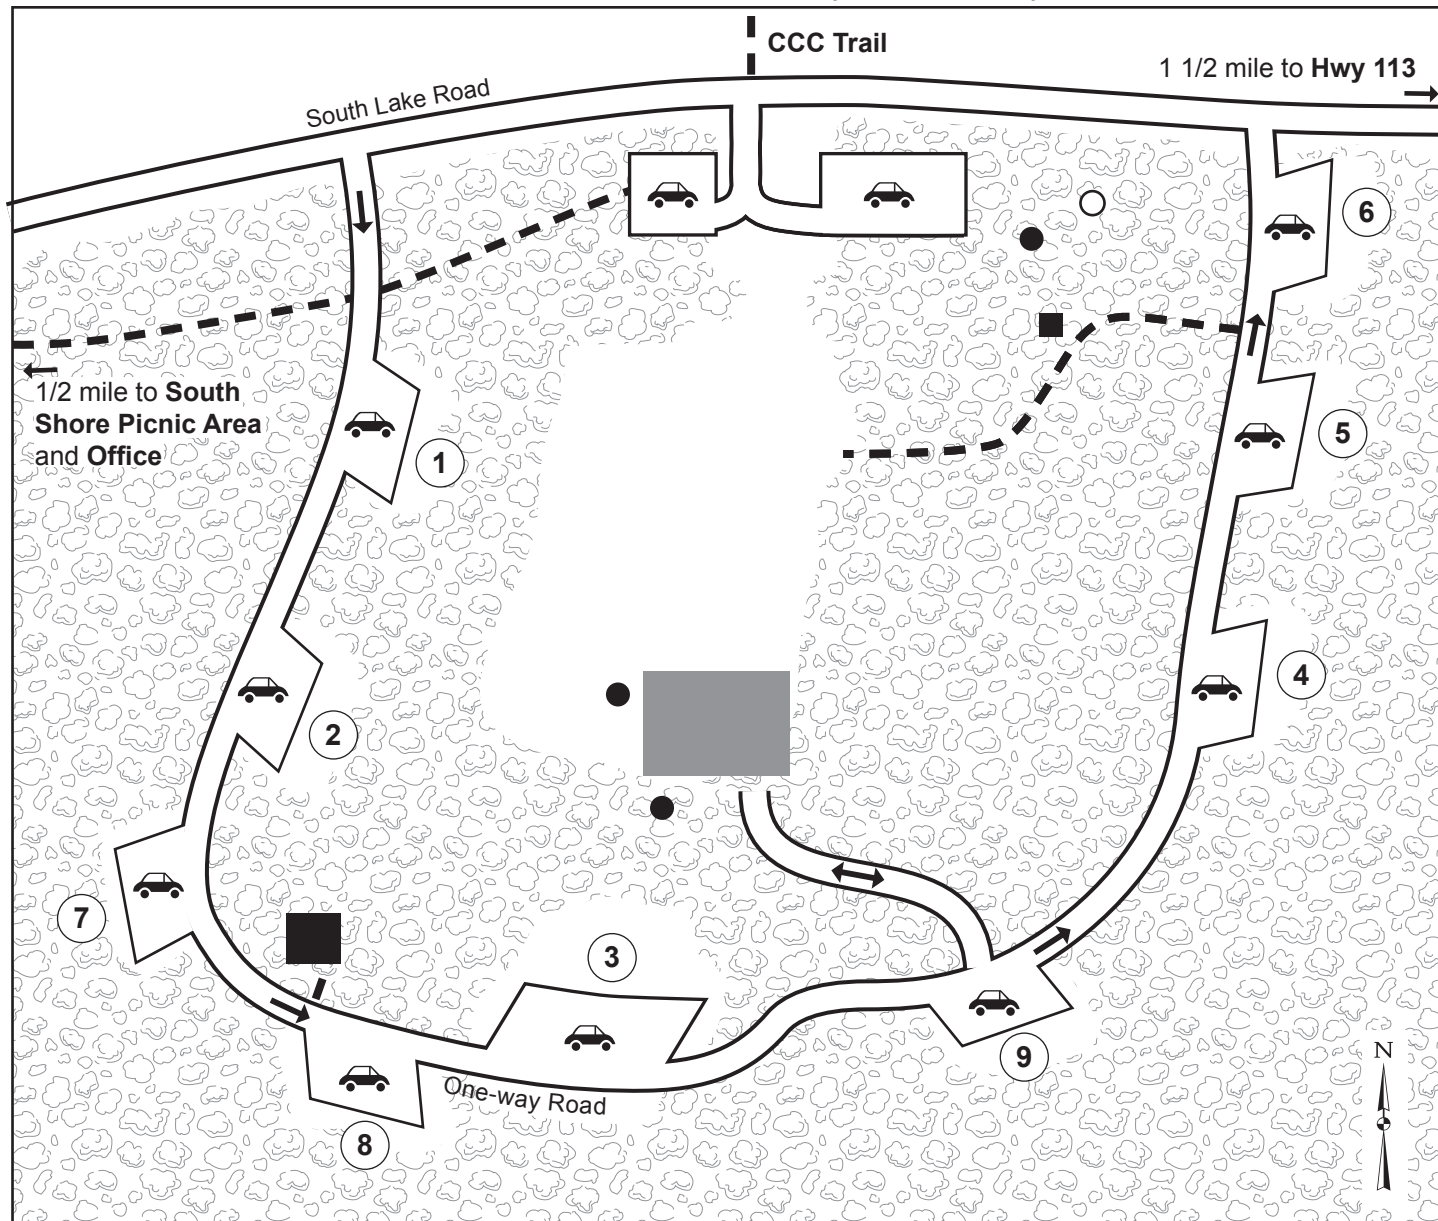 CCC Trail
1 1/2 mile to Hwy 113
South Lake Road
6
1/2 mile to South
Shore Picnic Area
and Office
5
1
4
2
7
3
9
N
One-way Road
8